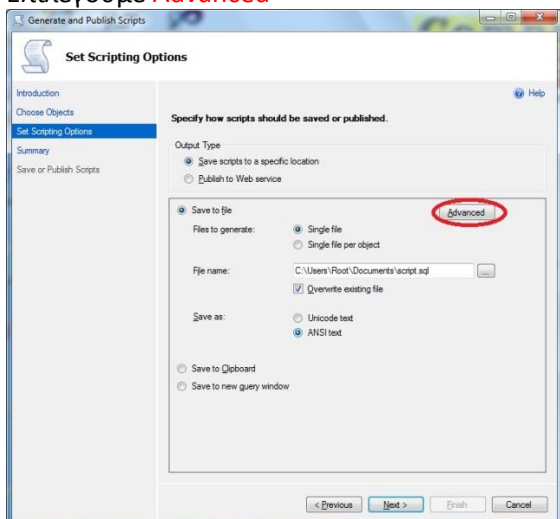 Επιλέγουμε Advanced
Generate and Publish Scripts
Set Scripting Options
Introduction
Choose Objects
Set Scripting Options
Summary
Save or Publish Scripts
Help
Specify how scripts should be saved or published.
Output Type
Save scripts to a specific location
Publish to Web service
Save to file
Advanced
Files to generate:
Single file
Single file per object
File name:
C:\Users\Root\Documents\script.sql
...
Overwrite existing file
Save as:
Unicode text
ANSI text
Save to Clipboard
Save to new query window
< Previous
Next >
Finish
Cancel